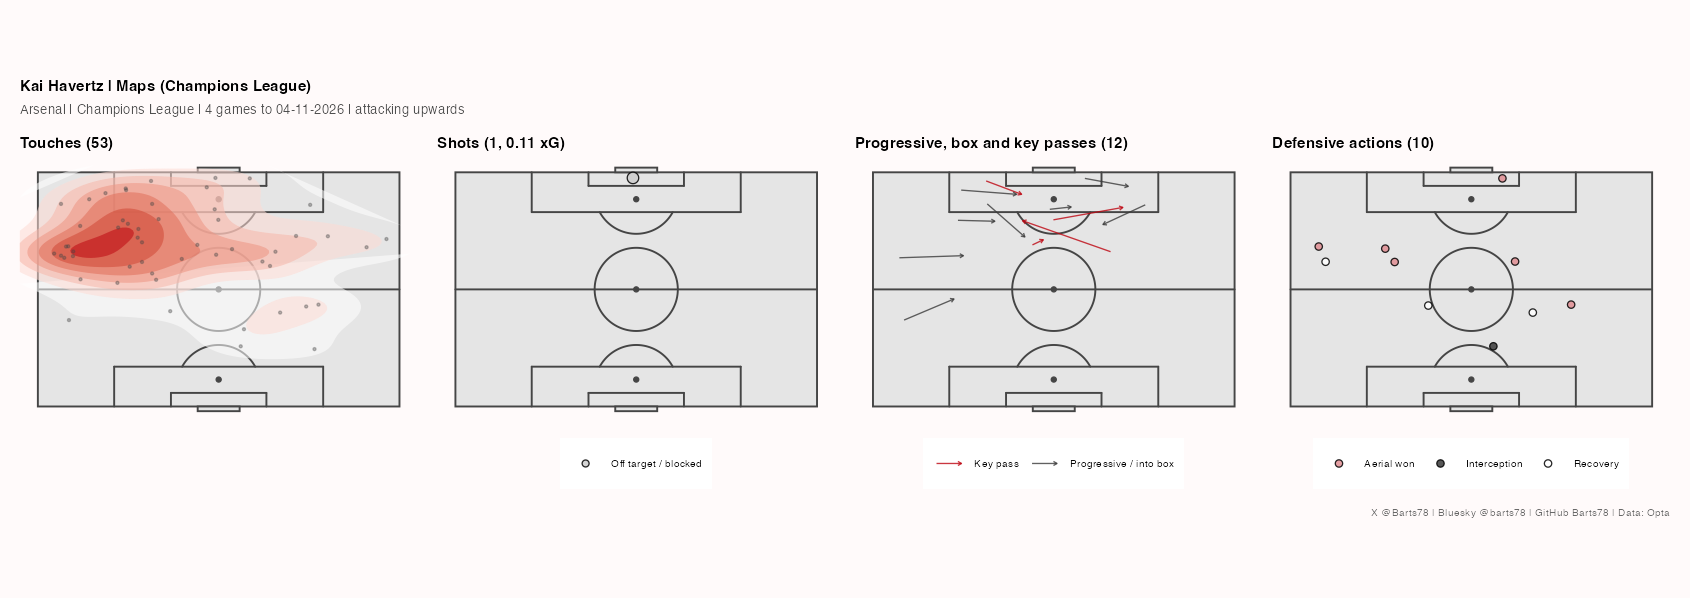 Kai Havertz | Maps (Champions League)
Arsenal | Champions League | 4 games to 04-11-2026 | attacking upwards
Touches (53)
Shots (1, 0.11 xG)
Progressive, box and key passes (12)
Defensive actions (10)
Off target / blocked
Key pass
Progressive / into box
Aerial won
Interception
Recovery
X @Barts78 | Bluesky @barts78 | GitHub Barts78 | Data: Opta